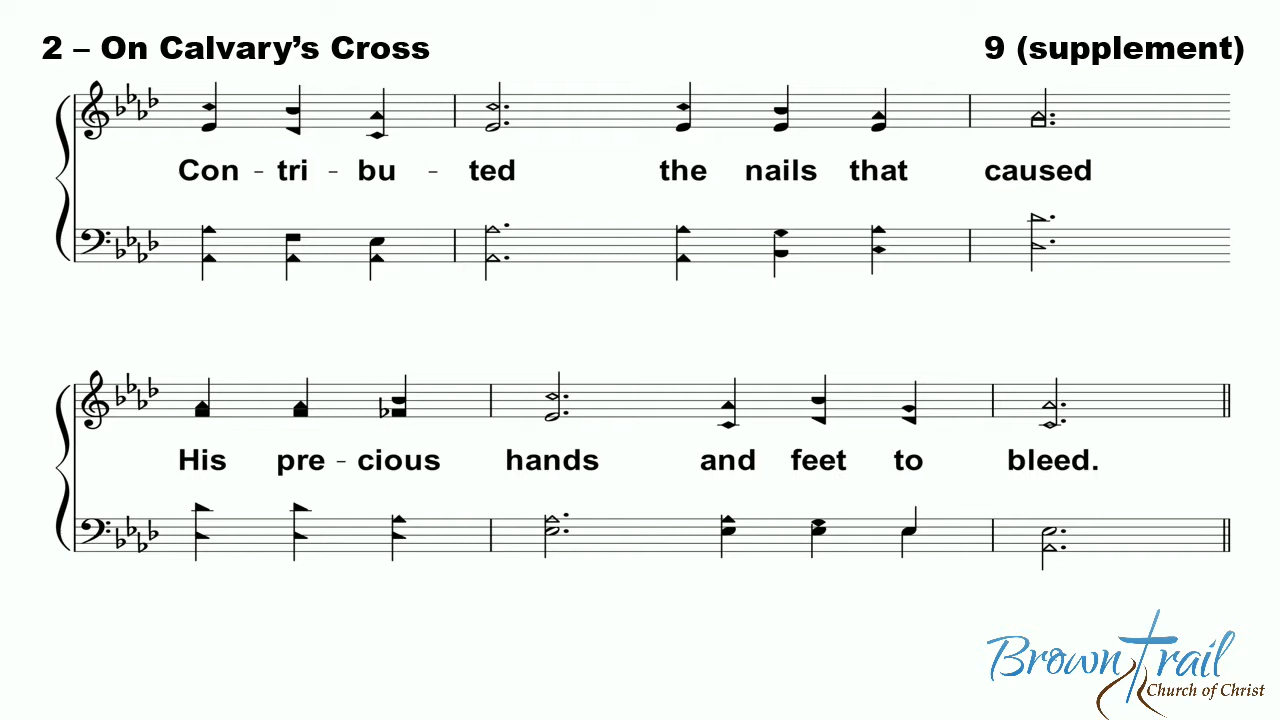 2 – On Calvary’s Cross
9 (supplement)
Con - tri - bu - ted the nails that caused
His pre - cious hands and feet to bleed.
Brown Trail
Church of Christ